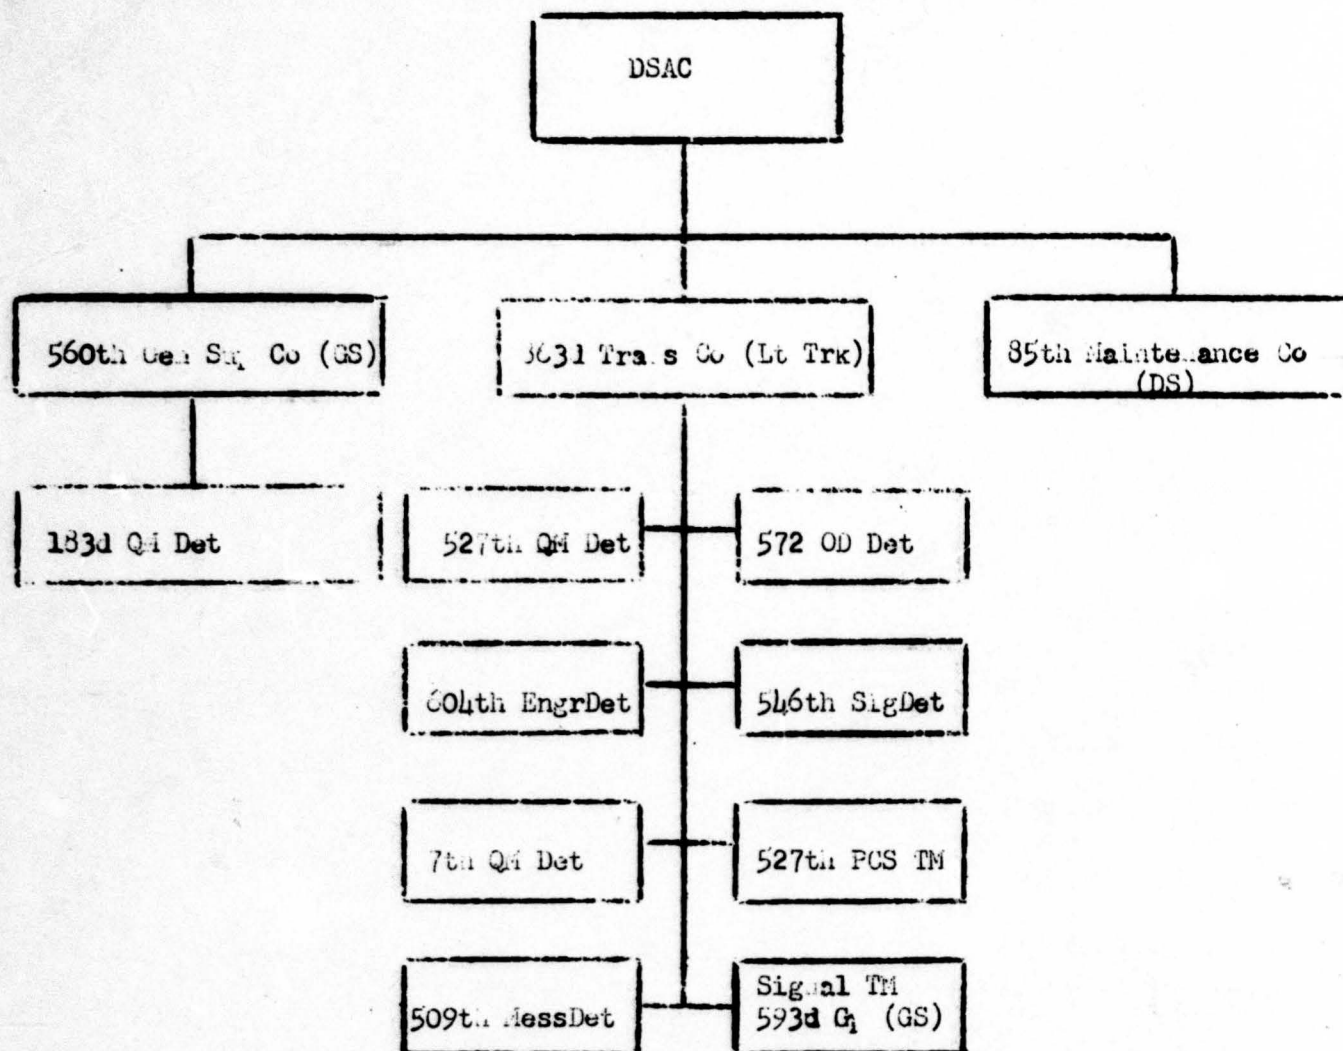 DSAC
560th Gen Sup Co (GS)
Trans Co (Lt Trk)
85th Maintenance Co
(DS)
183d QM Det
527th QM Det
572 OD Det
604th EngrDet
546th SigDet
7th QM Det
527th PCS TM
509th MessDet
Signal TM
593d (GS)